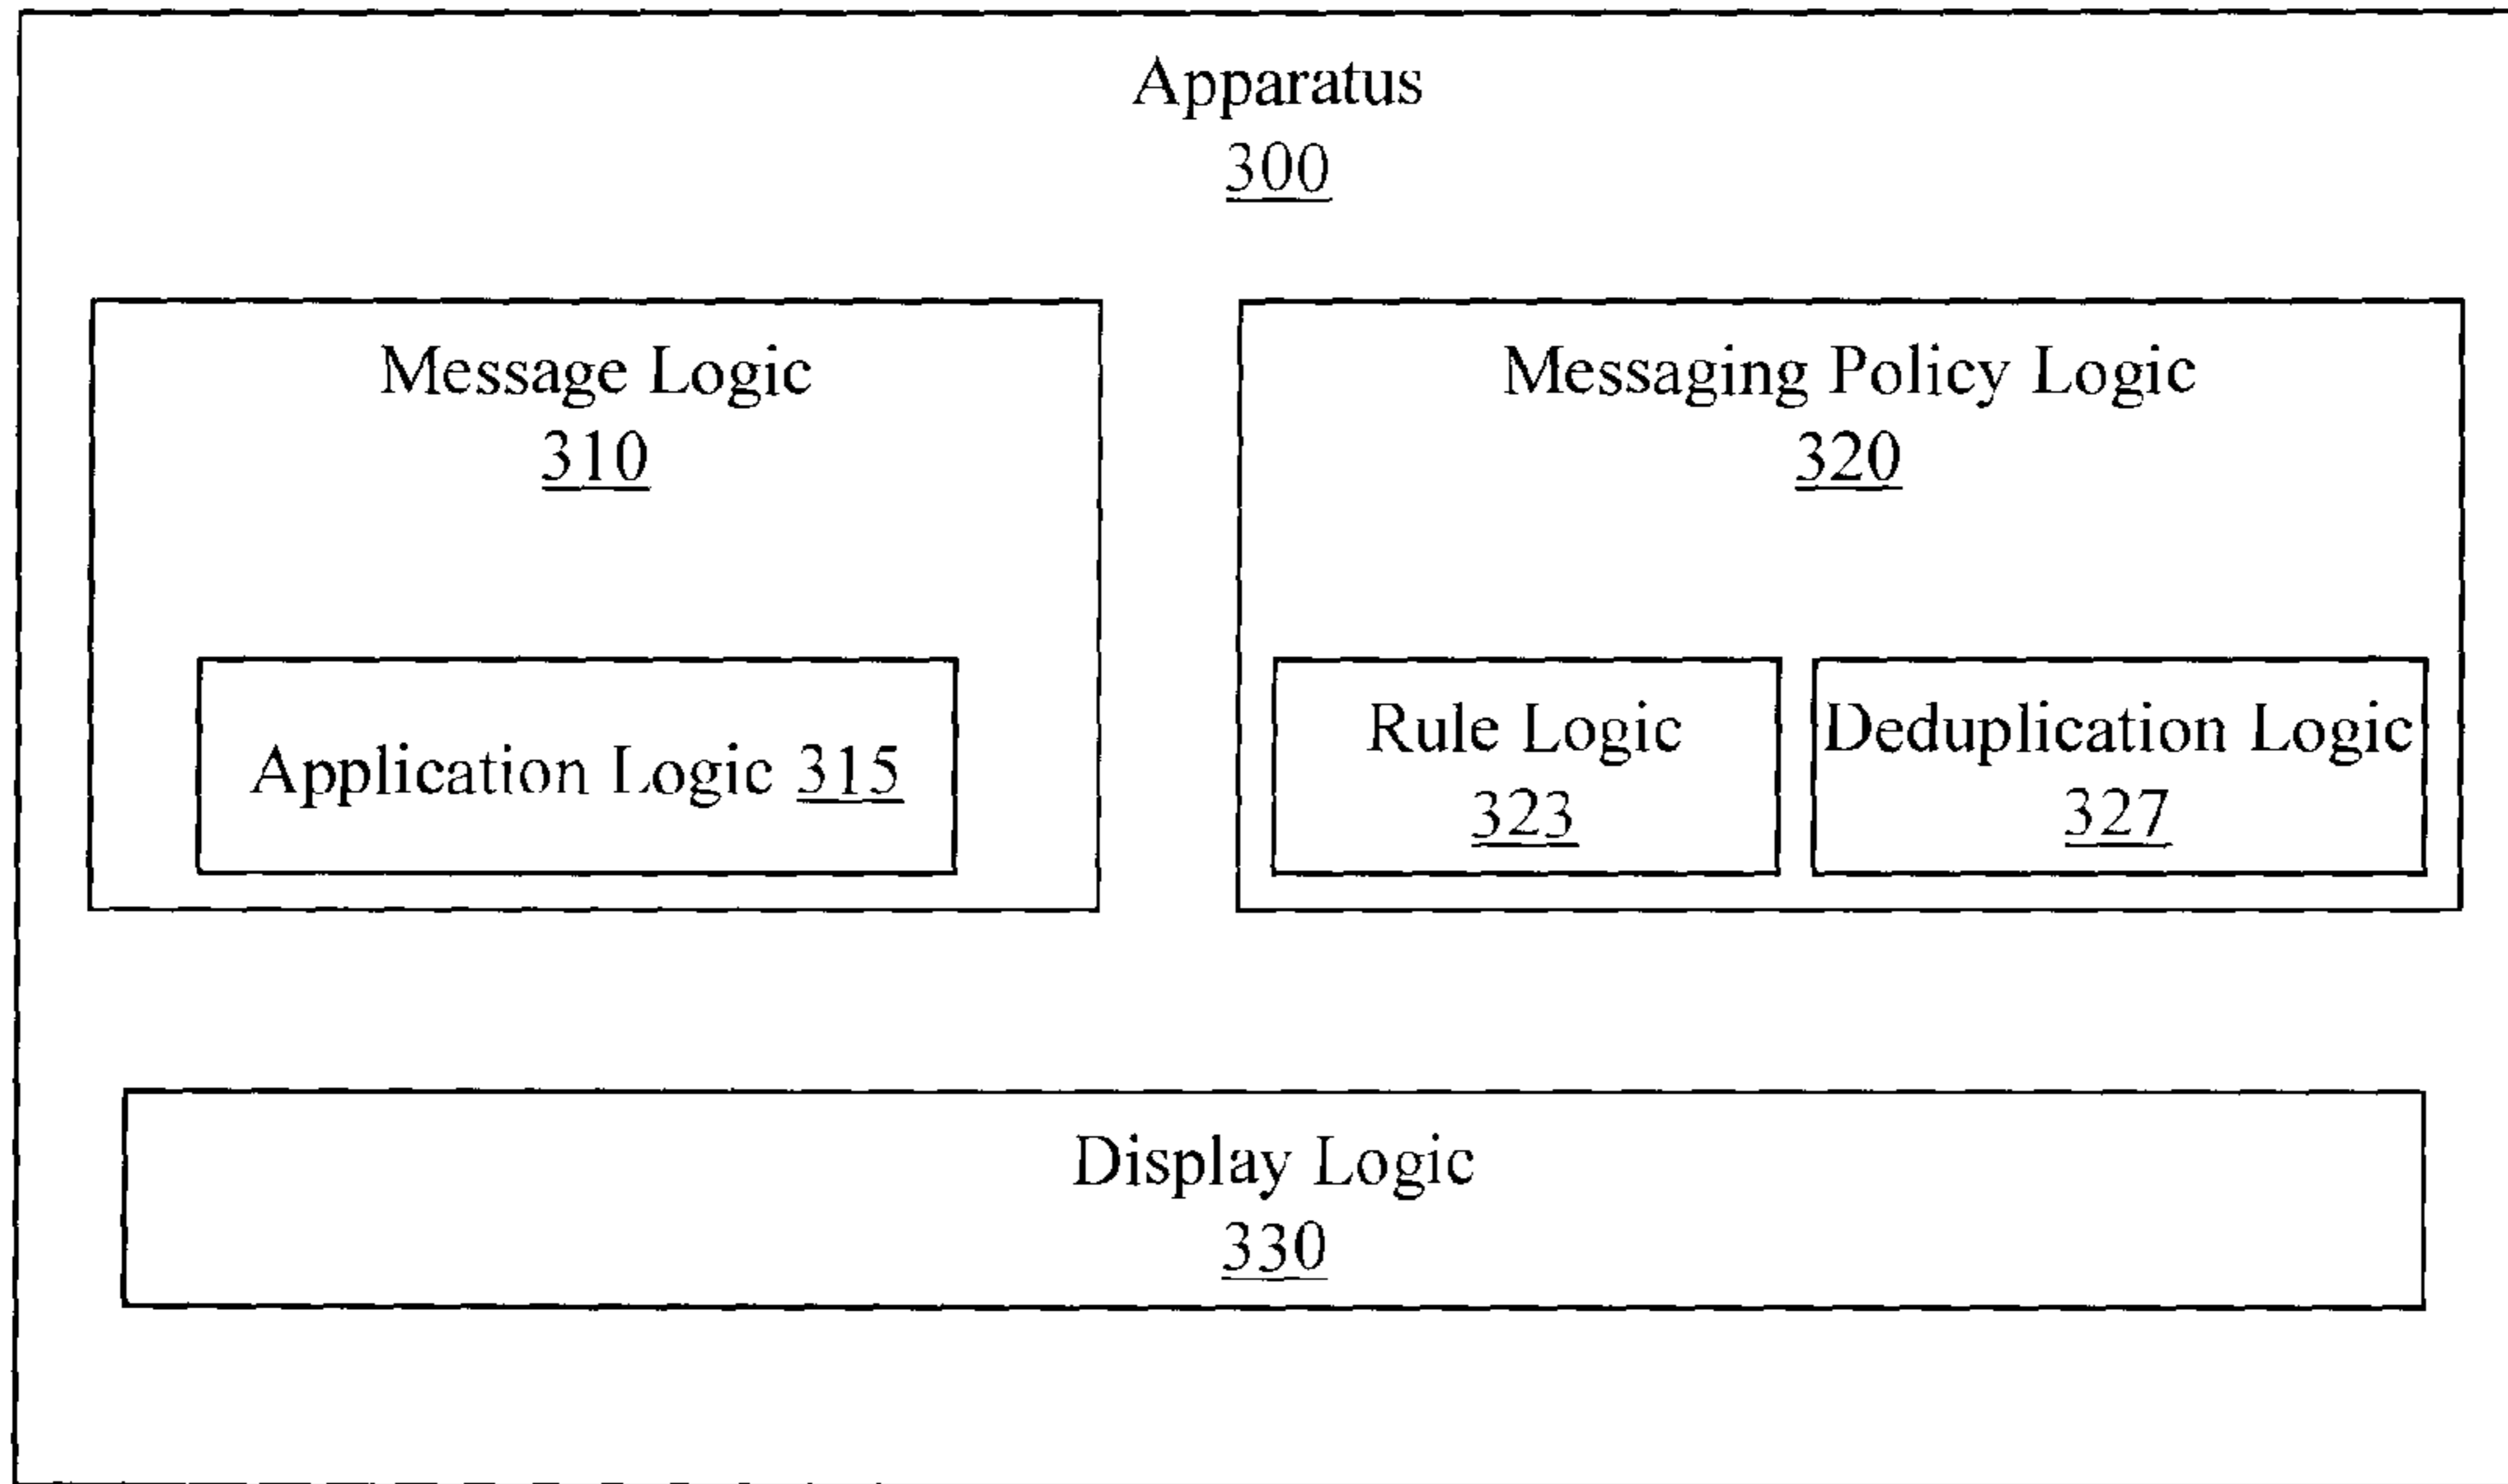 Apparatus
300
Message Logic
310
Application Logic 315
Messaging Policy Logic
320
Rule Logic
323
Deduplication Logic
327
Display Logic
330